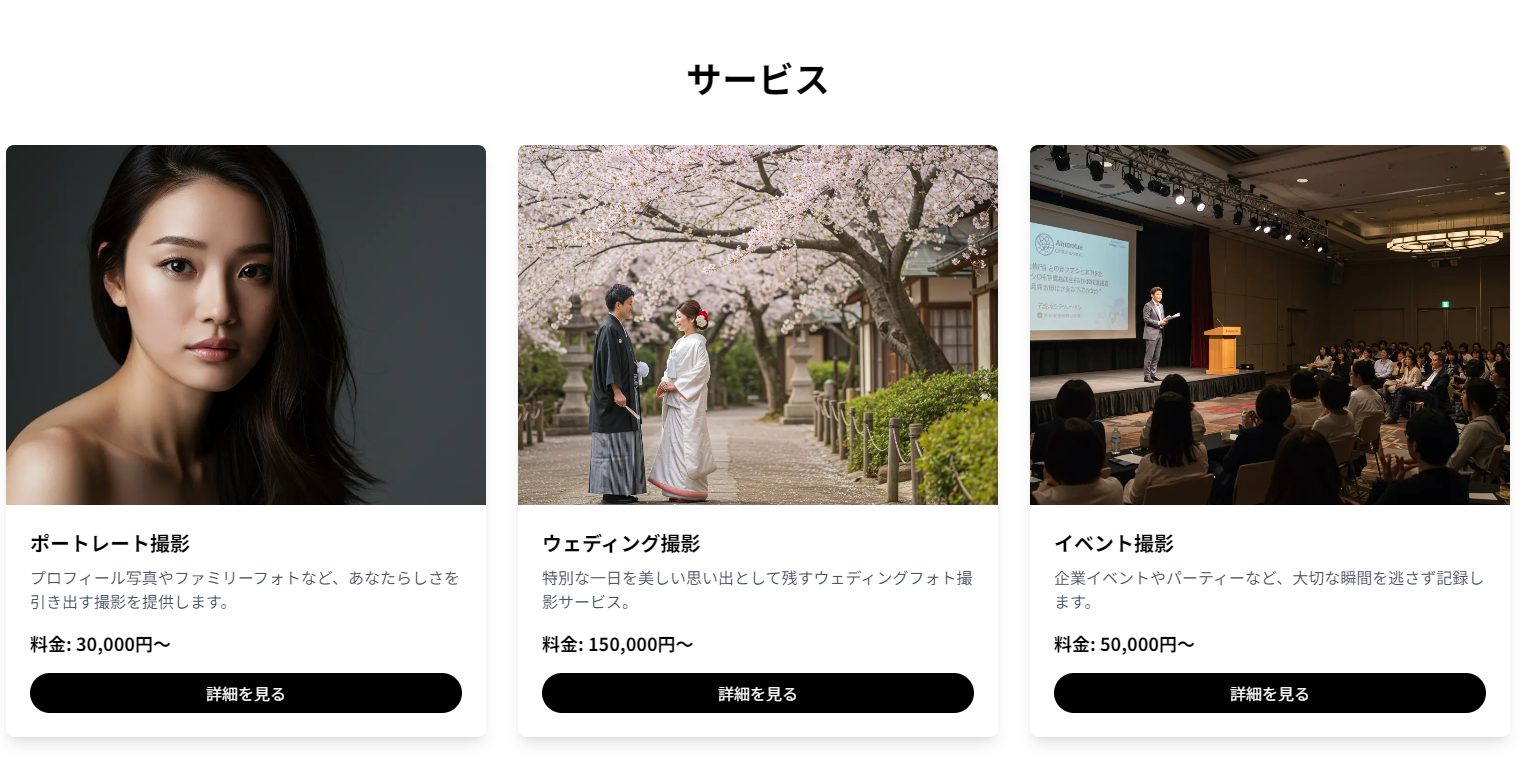 サービス
ポートレート撮影
プロフィール写真やファミリーフォトなど、あなたらしさを
引き出す撮影を提供します。
料金: 30,000円〜
詳細を見る
ウェディング撮影
特別な一日を美しい思い出として残すウェディングフォト撮
影サービス。
料金: 150,000円〜
詳細を見る
イベント撮影
企業イベントやパーティーなど、大切な瞬間を逃さず記録し
ます。
料金: 50,000円〜
詳細を見る